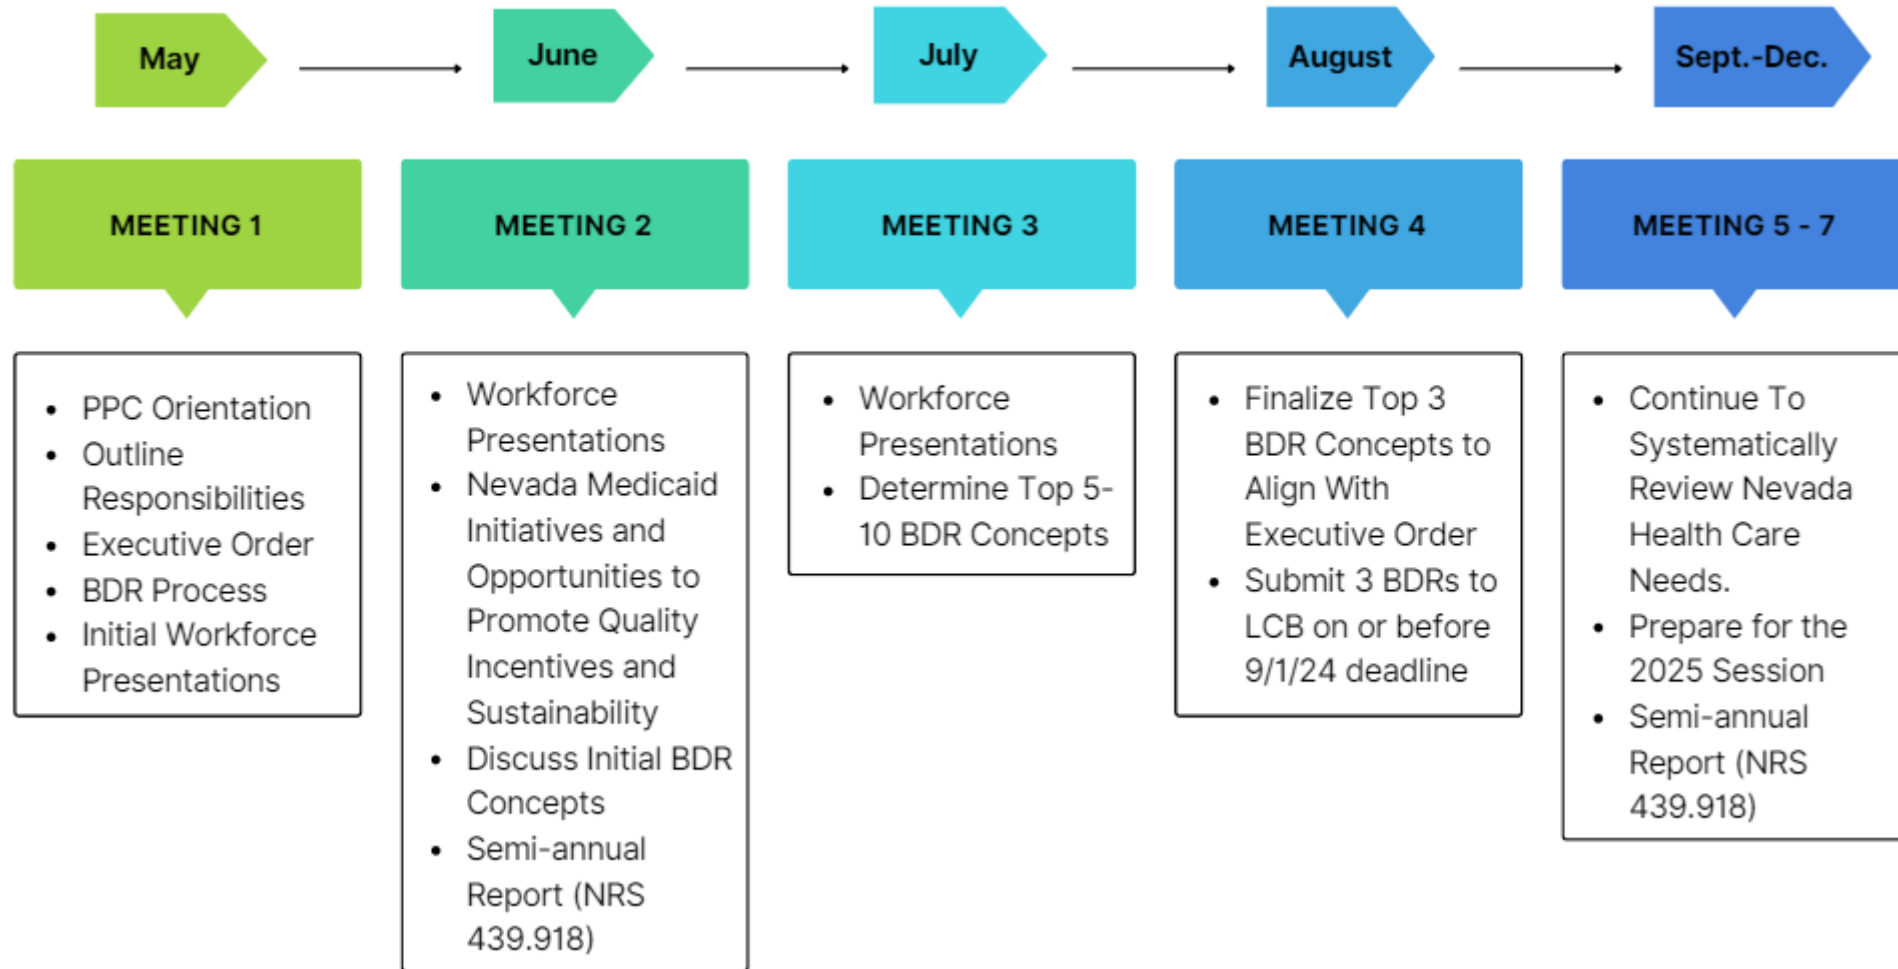 May
June
July
August
Sept.-Dec.
MEETING 1
MEETING 2
MEETING 3
MEETING 4
MEETING 5 - 7
• PPC Orientation
• Outline
Responsibilities
• Executive Order
• BDR Process
• Initial Workforce
Presentations
• Workforce
Presentations
• Nevada Medicaid
Initiatives and
Opportunities to
Promote Quality
Incentives and
Sustainability
• Discuss Initial BDR
Concepts
• Semi-annual
Report (NRS
439.918)
• Workforce
Presentations
• Determine Top 5-
10 BDR Concepts
• Finalize Top 3
BDR Concepts to
Align With
Executive Order
• Submit 3 BDRs to
LCB on or before
9/1/24 deadline
• Continue To
Systematically
Review Nevada
Health Care
Needs.
• Prepare for the
2025 Session
• Semi-annual
Report (NRS
439.918)